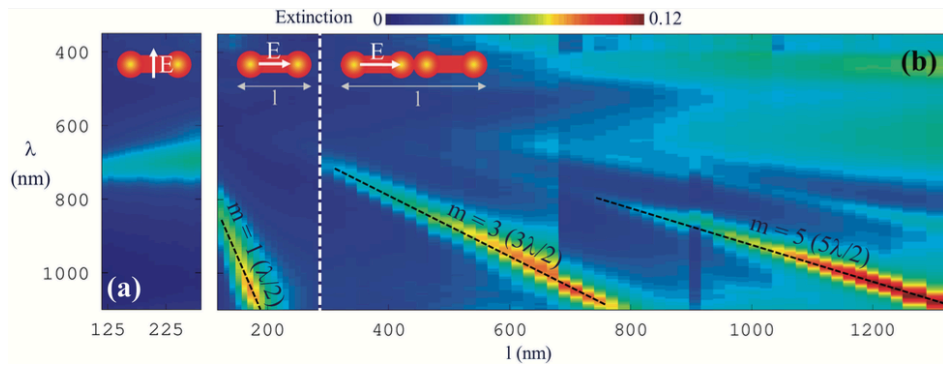 Extinction 0 0.12
400
600
λ
(nm)
800
1000
E
(a)
125 225
E
l
E
l
(b)
m = 1 (λ/2)
m = 3 (3λ/2)
m = 5 (5λ/2)
200 400 600 800 1000 1200
l (nm)